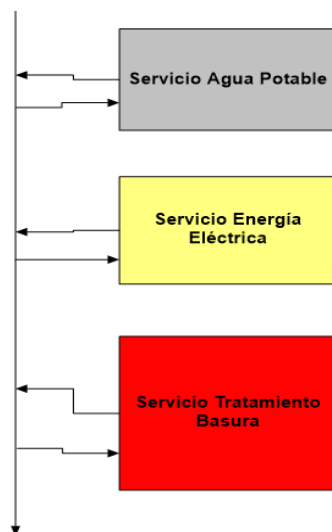 Servicio Agua Potable
Servicio Energía
Eléctrica
Servicio Tratamiento
Basura